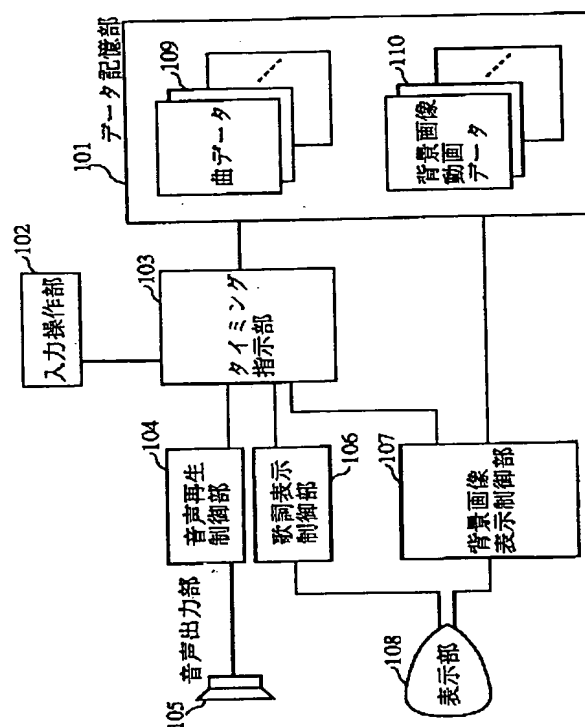 101
データ記憶部
曲データ
109
背景画像
動画
データ
110
102
入力操作部
103
タイミング
指示部
104
音声再生
制御部
音声出力部
105
歌詞表示
制御部
106
107
背景画像
表示制御部
108
表示部